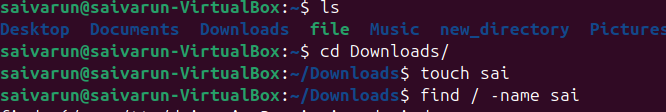 saivarun@saivarun-VirtualBox:~$ ls
Desktop Documents Downloads file Music new_directory Pictures
saivarun@saivarun-VirtualBox:~$ cd Downloads/
saivarun@saivarun-VirtualBox:~/Downloads$ touch sai
saivarun@saivarun-VirtualBox:~/Downloads$ find / -name sai